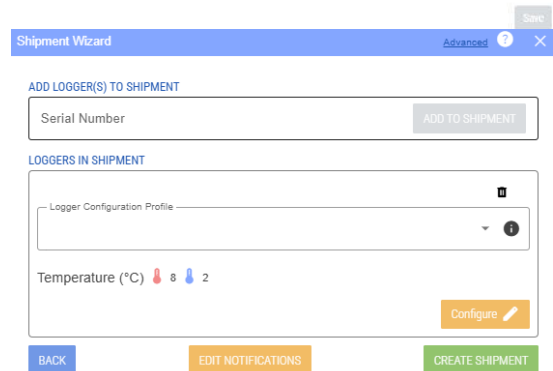 Save
Shipment Wizard Advanced ?
ADD LOGGER(S) TO SHIPMENT
Serial Number ADD TO SHIPMENT
LOGGERS IN SHIPMENT
Logger Configuration Profile
i
Temperature (°C) 8 2
Configure
BACK EDIT NOTIFICATIONS CREATE SHIPMENT